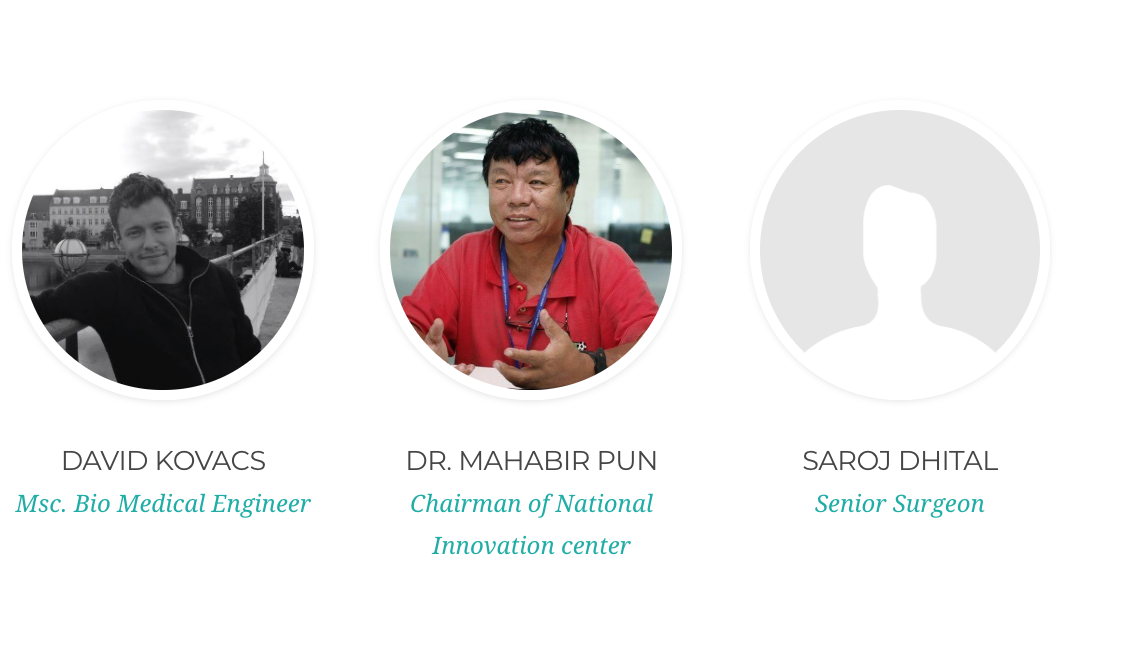 DAVID KOVACS
Msc. Bio Medical Engineer
DR. MAHABIR PUN
Chairman of National
Innovation center
SAROJ DHITAL
Senior Surgeon